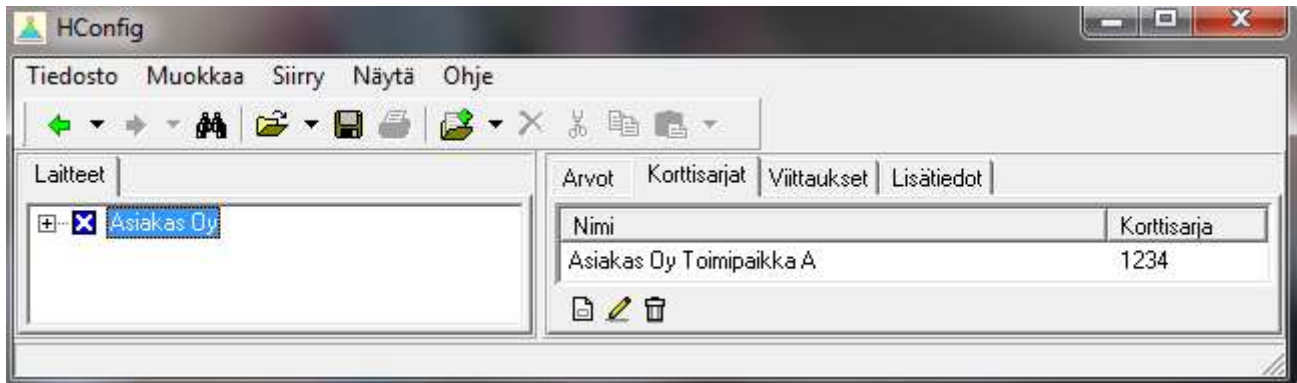 HConfig
Tiedosto Muokkaa Siirry Näytä Ohje
Laitteet
Asiakas Oy
Arvot Korttisarjat Viittaukset Lisätiedot
Nimi Korttisarja
Asiakas Oy Toimipaikka A 1234